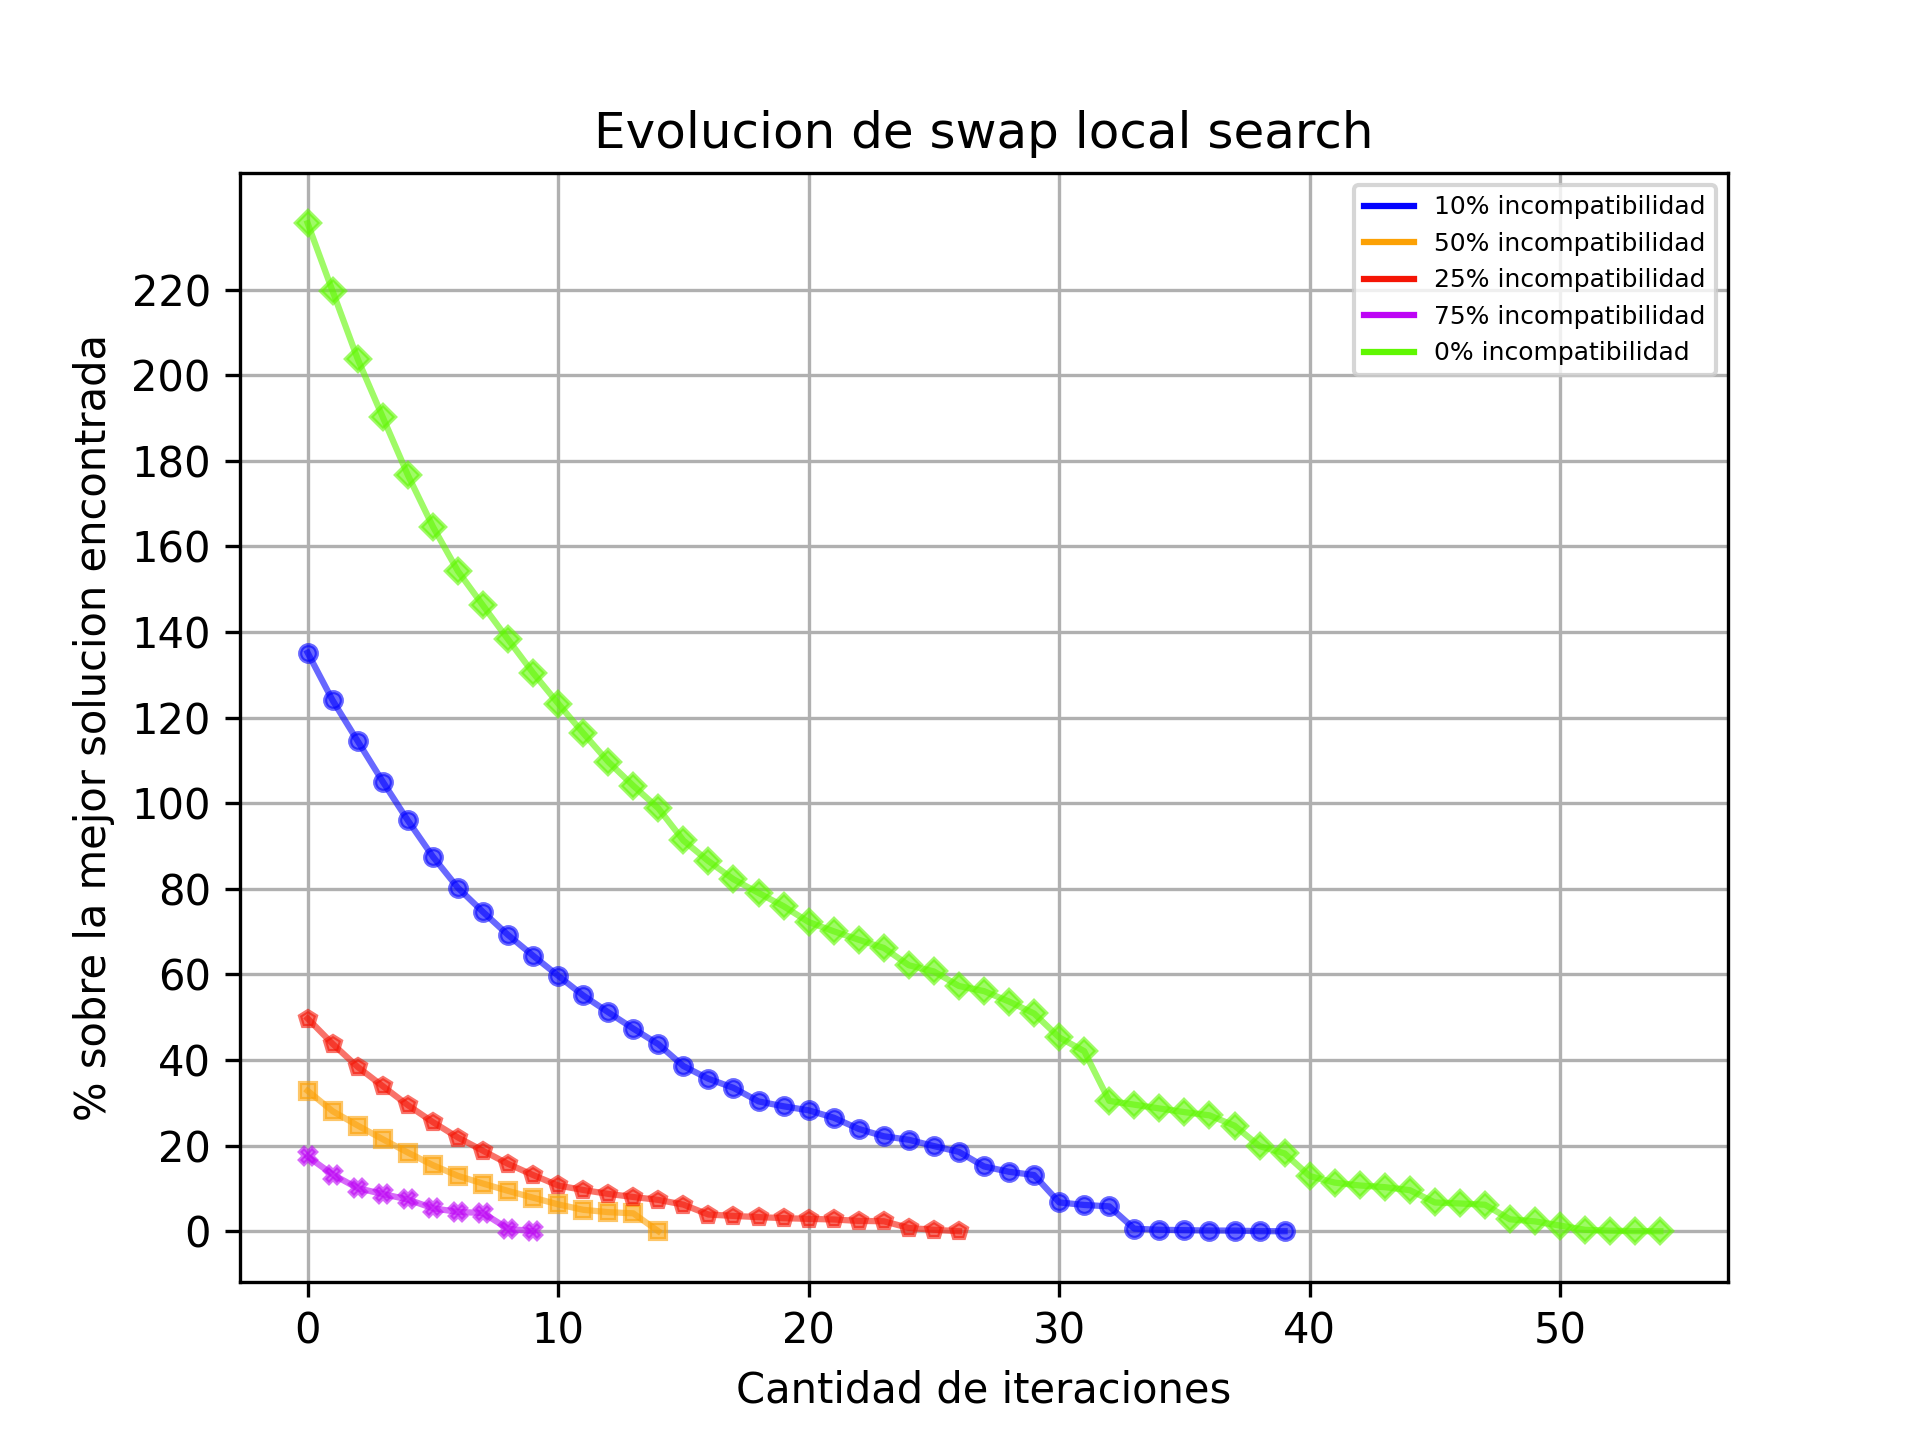 Evolucion de swap local search
10% incompatibilidad
50% incompatibilidad
25% incompatibilidad
75% incompatibilidad
0% incompatibilidad
% sobre la mejor solucion encontrada
220
200
180
160
140
120
100
80
60
40
20
0
0 10 20 30 40 50
Cantidad de iteraciones